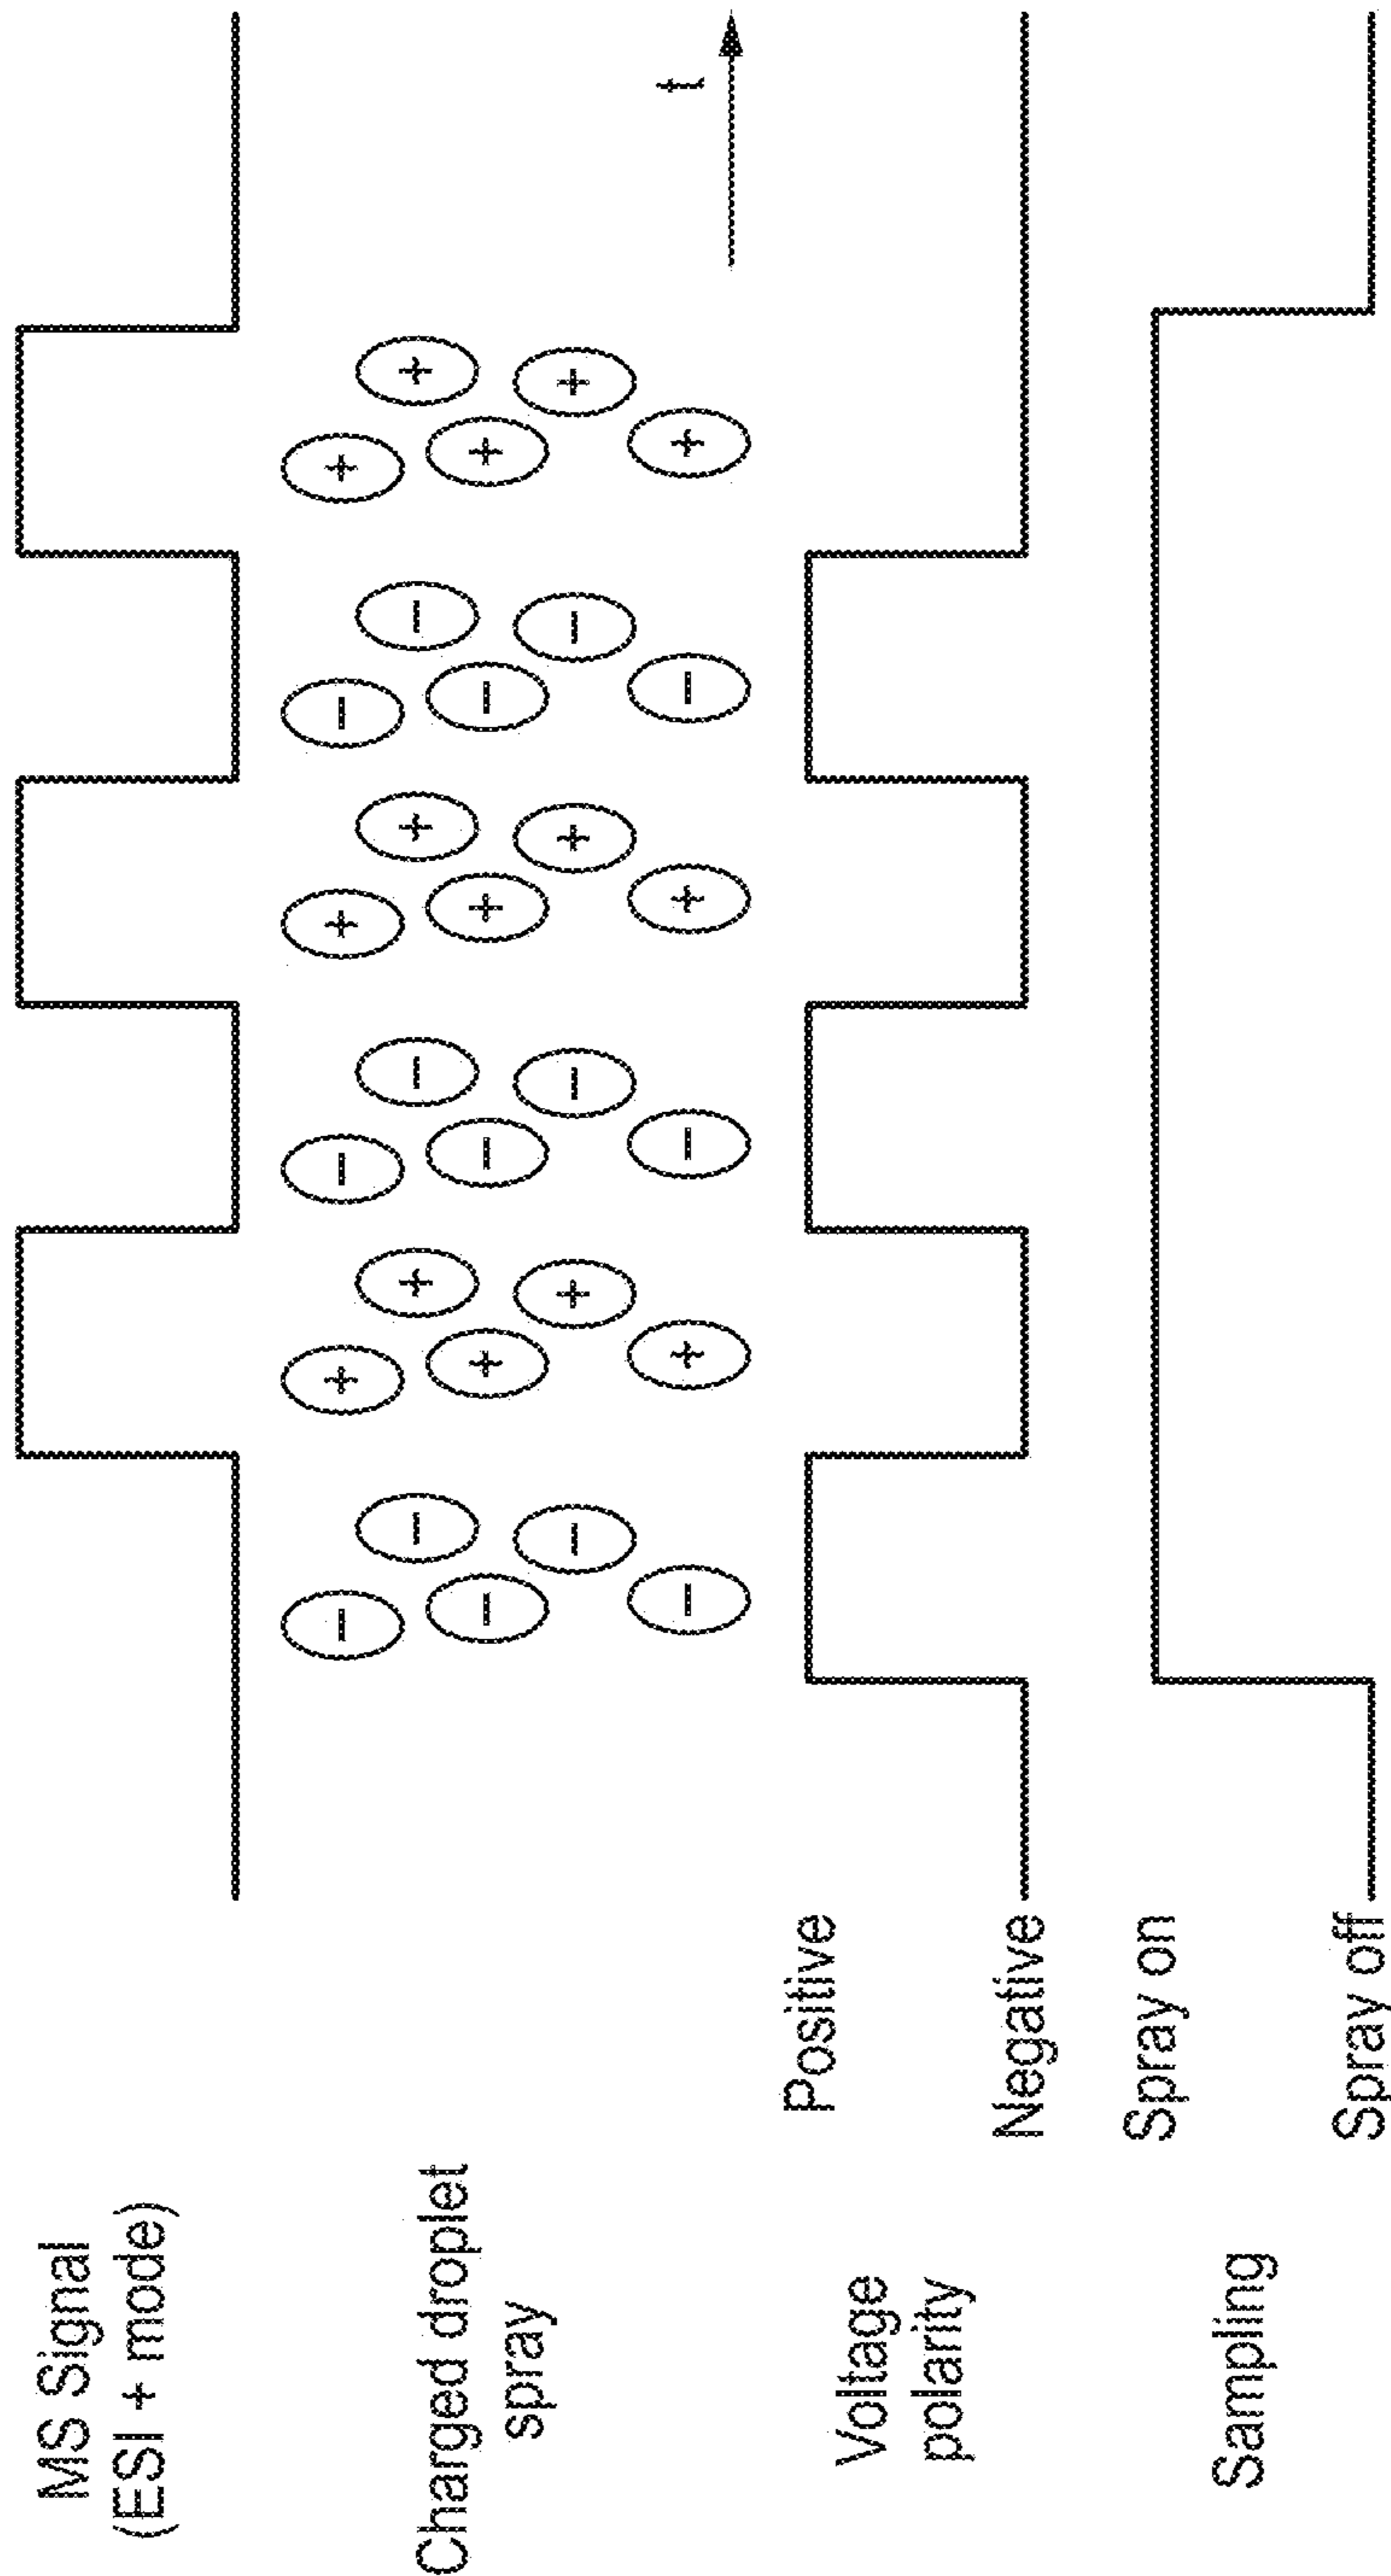 MS Signal
(ESI + mode)
Charged droplet
spray
− − − − −
+ + + + +
− − − − −
+ + + + +
− − − − −
+ + + + +
t
Voltage
polarity
Positive
Negative
Sampling
Spray on
Spray off